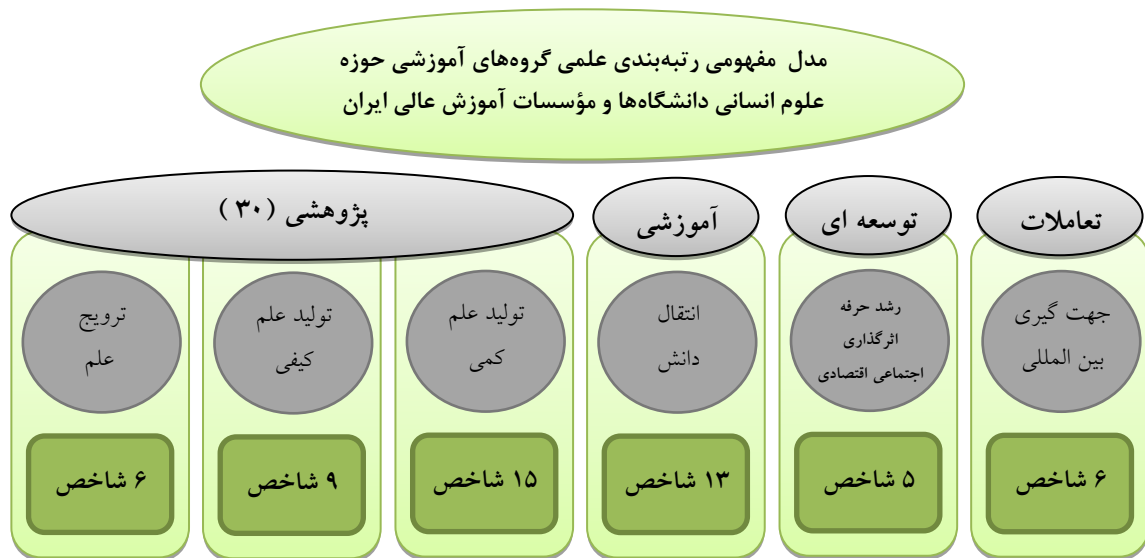 مدل مفهومی رتبه‌بندی علمی گروه‌های آموزشی حوزه
علوم انسانی دانشگاه‌ها و مؤسسات آموزش عالی ایران
تعاملات
توسعه ای
آموزشی
پژوهشی (۳۰ )
جهت گیری
بین المللی
رشد حرفه
اثرگذاری
اجتماعی اقتصادی
انتقال
دانش
تولید علم
کمی
تولید علم
کیفی
ترویج
علم
۶ شاخص
۵ شاخص
۱۳ شاخص
۱۵ شاخص
۹ شاخص
۶ شاخص